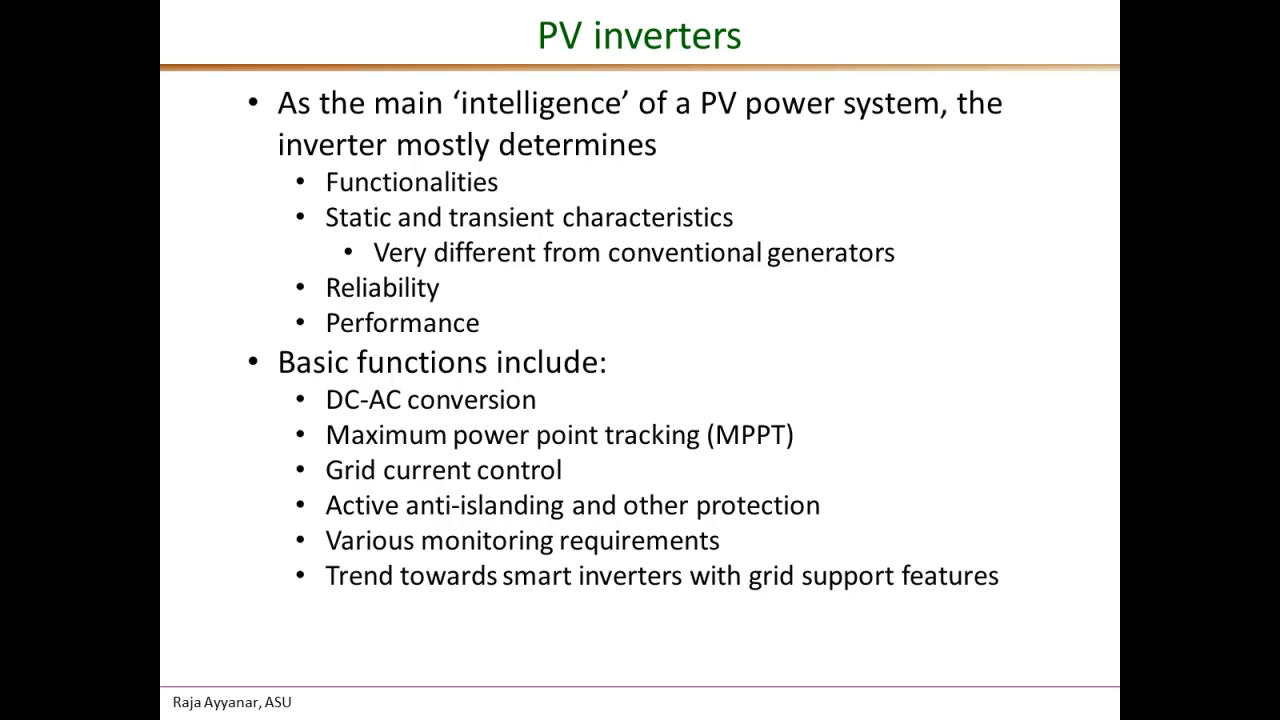 PV inverters
• As the main ‘intelligence’ of a PV power system, the
inverter mostly determines
• Functionalities
• Static and transient characteristics
• Very different from conventional generators
• Reliability
• Performance
• Basic functions include:
• DC-AC conversion
• Maximum power point tracking (MPPT)
• Grid current control
• Active anti-islanding and other protection
• Various monitoring requirements
• Trend towards smart inverters with grid support features
Raja Ayyanar, ASU